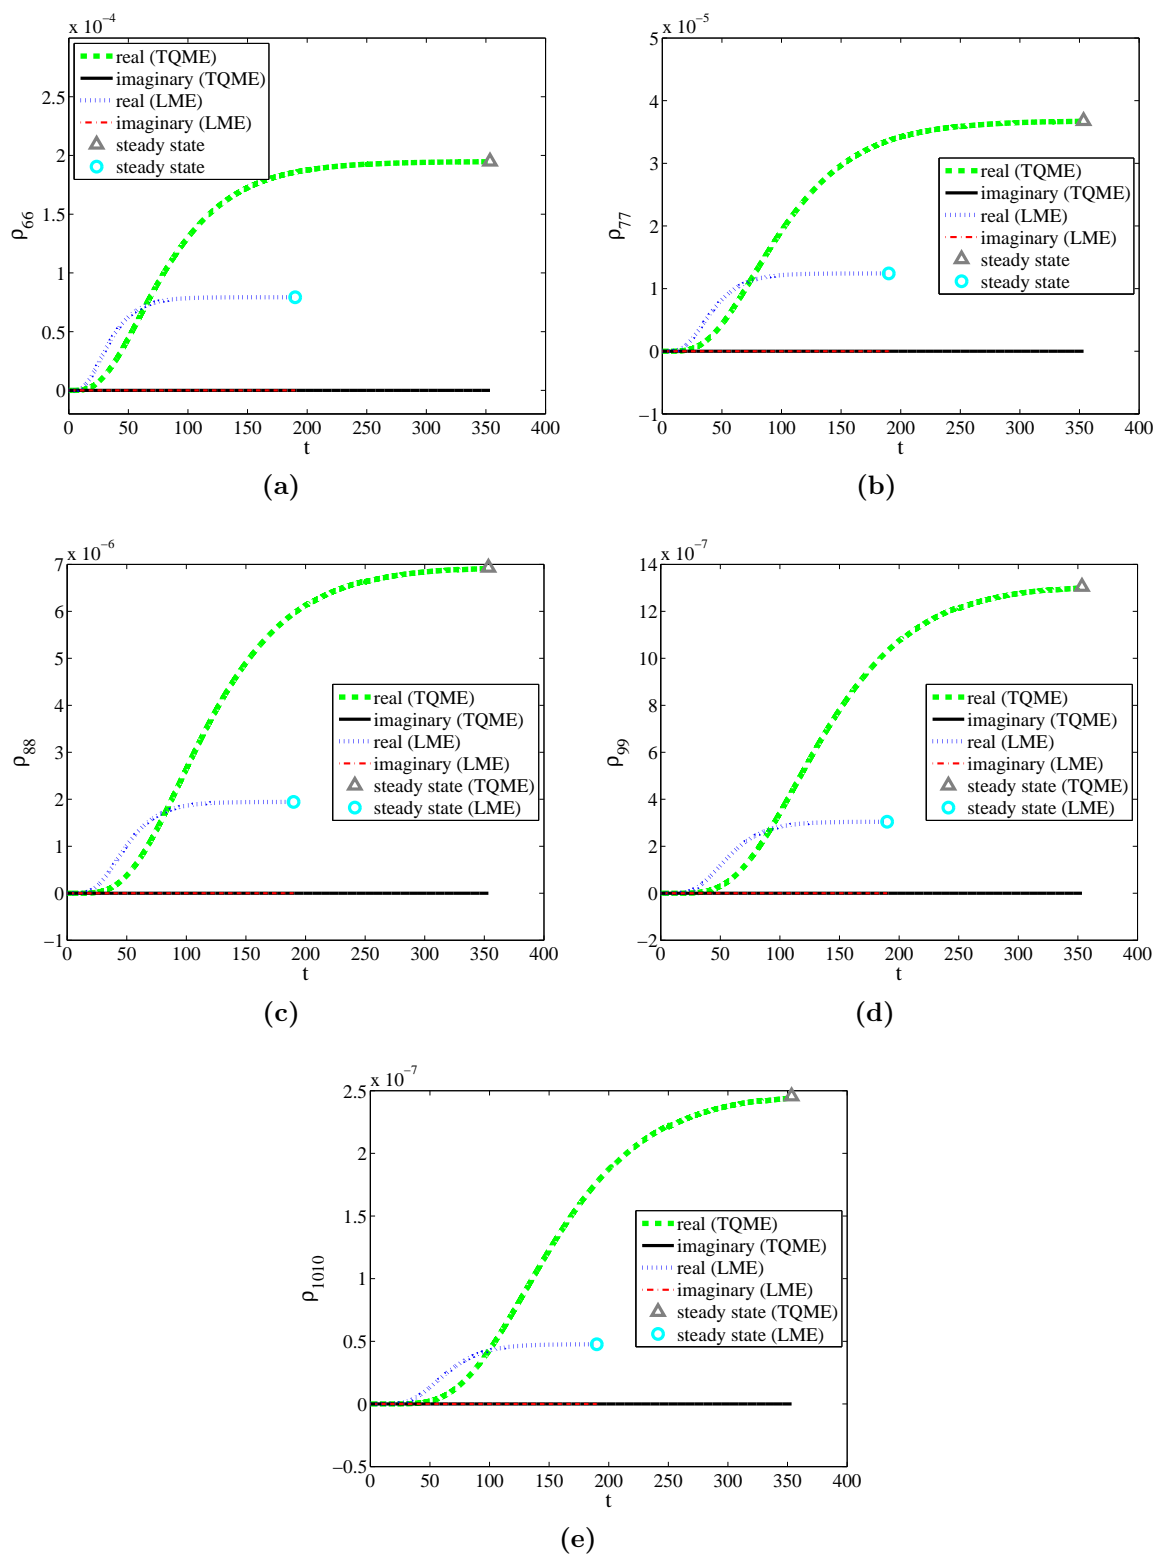 x 10⁻⁴
2.5
2
1.5
1
0.5
0
ρ₆₆
real (TQME)
imaginary (TQME)
real (LME)
imaginary (LME)
steady state
steady state
0 50 100 150 200 250 300 350 400
t
(a)
x 10⁻⁵
5
4
3
2
1
0
−1
ρ₇₇
real (TQME)
imaginary (TQME)
real (LME)
imaginary (LME)
steady state
steady state
0 50 100 150 200 250 300 350 400
t
(b)
x 10⁻⁶
7
6
5
4
3
2
1
0
−1
ρ₈₈
real (TQME)
imaginary (TQME)
real (LME)
imaginary (LME)
steady state (TQME)
steady state (LME)
0 50 100 150 200 250 300 350 400
t
(c)
x 10⁻⁷
14
12
10
8
6
4
2
0
−2
ρ₉₉
real (TQME)
imaginary (TQME)
real (LME)
imaginary (LME)
steady state (TQME)
steady state (LME)
0 50 100 150 200 250 300 350 400
t
(d)
x 10⁻⁷
2.5
2
1.5
1
0.5
0
−0.5
ρ₁₀₁₀
real (TQME)
imaginary (TQME)
real (LME)
imaginary (LME)
steady state (TQME)
steady state (LME)
0 50 100 150 200 250 300 350 400
t
(e)